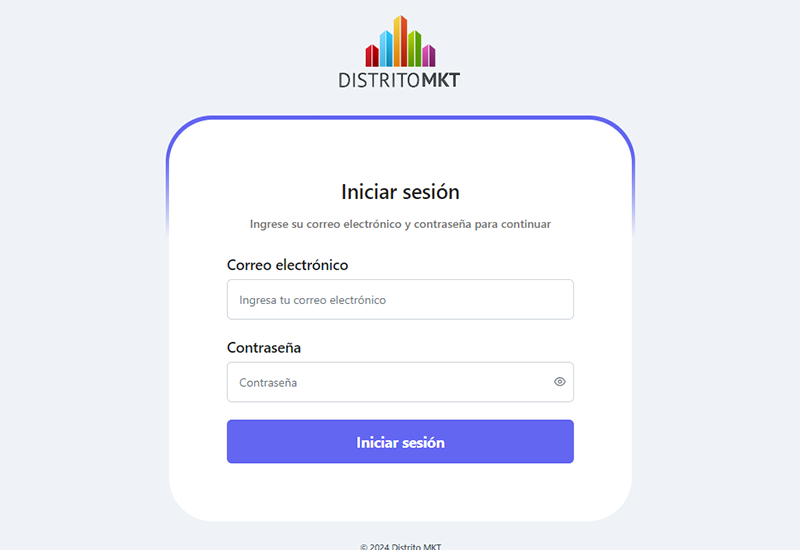 DISTRITOMKT
Iniciar sesión
Ingrese su correo electrónico y contraseña para continuar
Correo electrónico
Ingresa tu correo electrónico
Contraseña
Contraseña
Iniciar sesión
© 2024 Distrito MKT